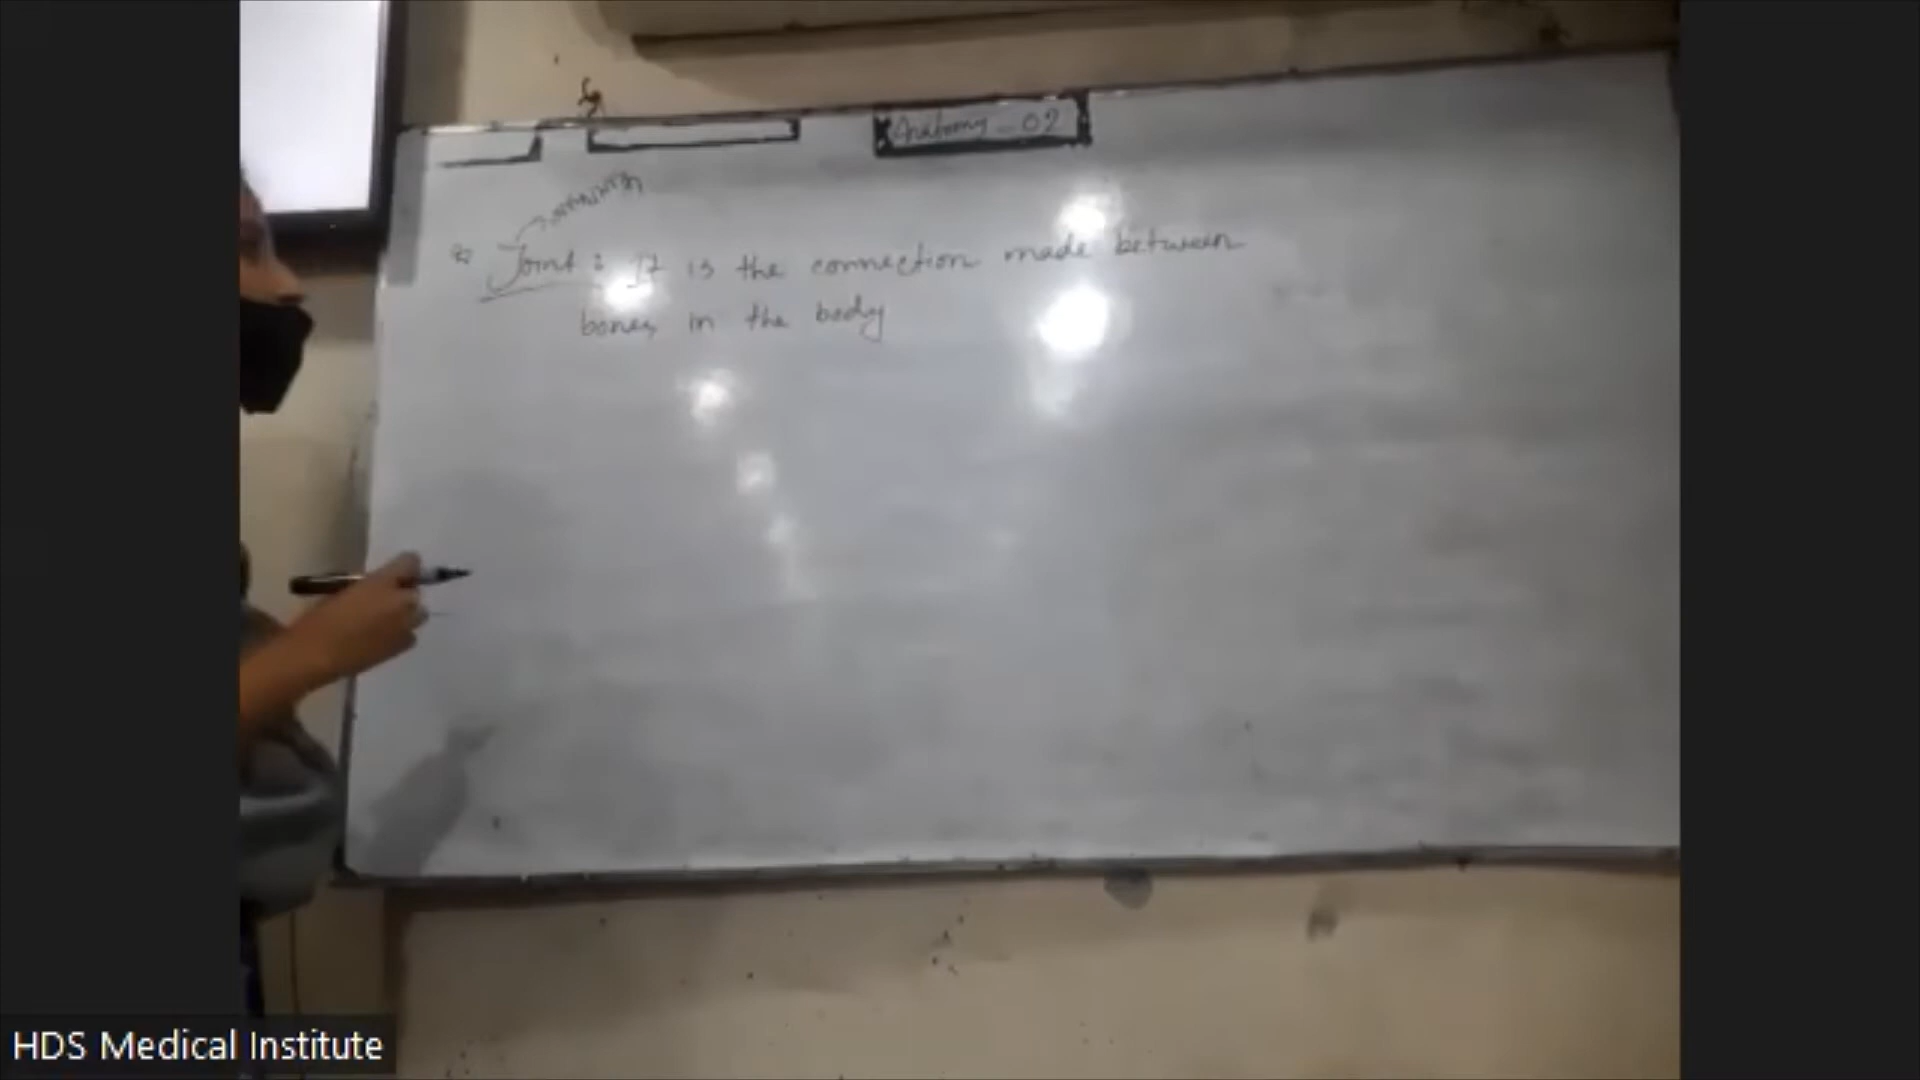 Anatomy - 02
Joint : It is the connection made between
bones in the body
HDS Medical Institute